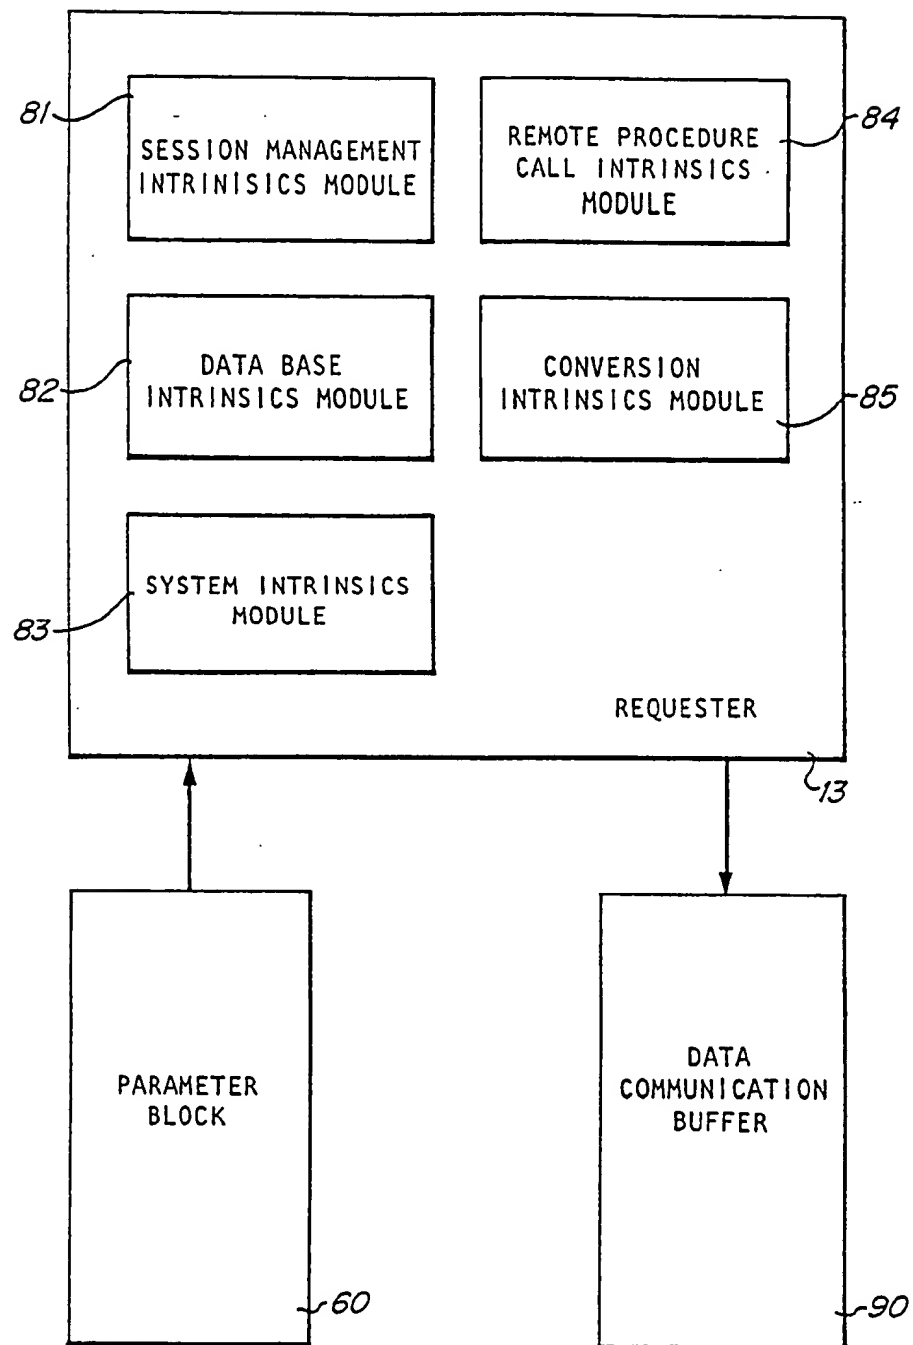 81
SESSION MANAGEMENT
INTRINISICS MODULE
84
REMOTE PROCEDURE
CALL INTRINSICS
MODULE
82
DATA BASE
INTRINSICS MODULE
85
CONVERSION
INTRINSICS MODULE
83
SYSTEM INTRINSICS
MODULE
REQUESTER
13
PARAMETER
BLOCK
60
DATA
COMMUNICATION
BUFFER
90